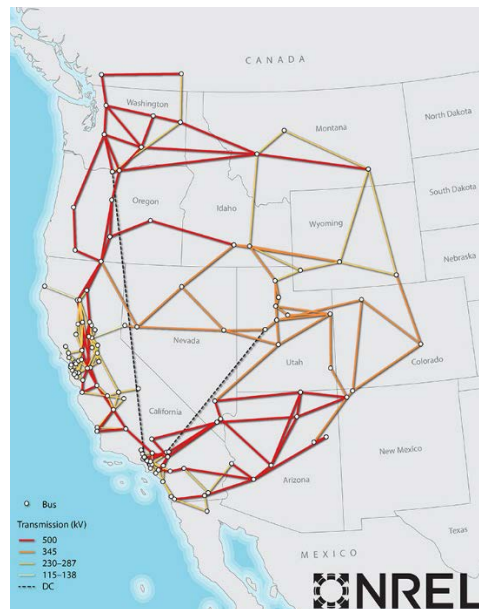 CANADA
Washington
Montana
North Dakota
Oregon
Idaho
South Dakota
Wyoming
Nebraska
Nevada
Utah
Colorado
California
Arizona
New Mexico
Texas
MEXICO
Bus
Transmission (kV)
500
345
230–287
115–138
DC
NREL